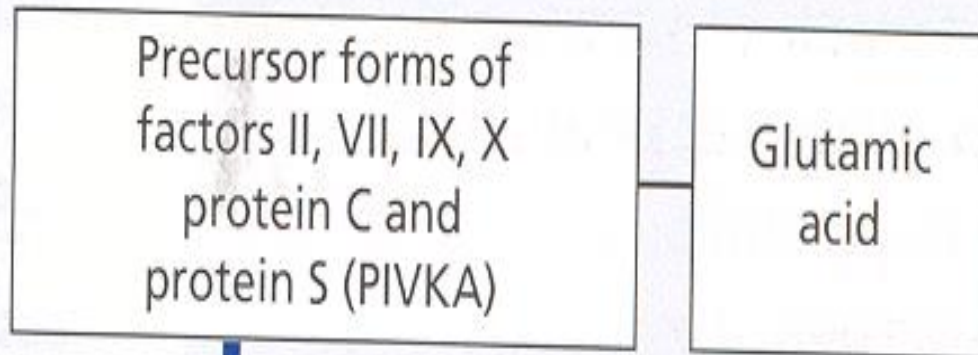 Precursor forms of
factors II, VII, IX, X
protein C and
protein S (PIVKA)
Glutamic
acid